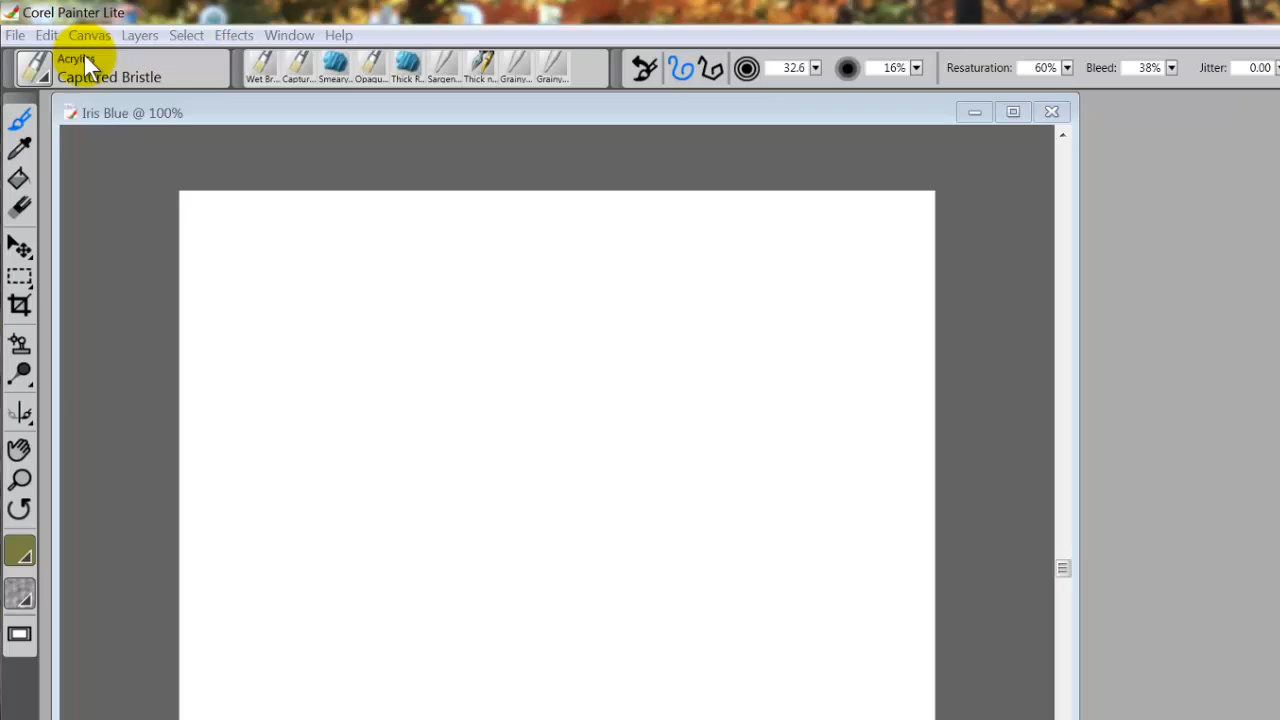 Corel Painter Lite
File Edit Canvas Layers Select Effects Window Help
Captured Bristle
Wet Br... Captur... Smeary... Opaqu... Thick R... Sargen... Thick n... Grainy... Grainy...
32.6 16% Resaturation: 60% Bleed: 38% Jitter: 0.00
Iris Blue @ 100%